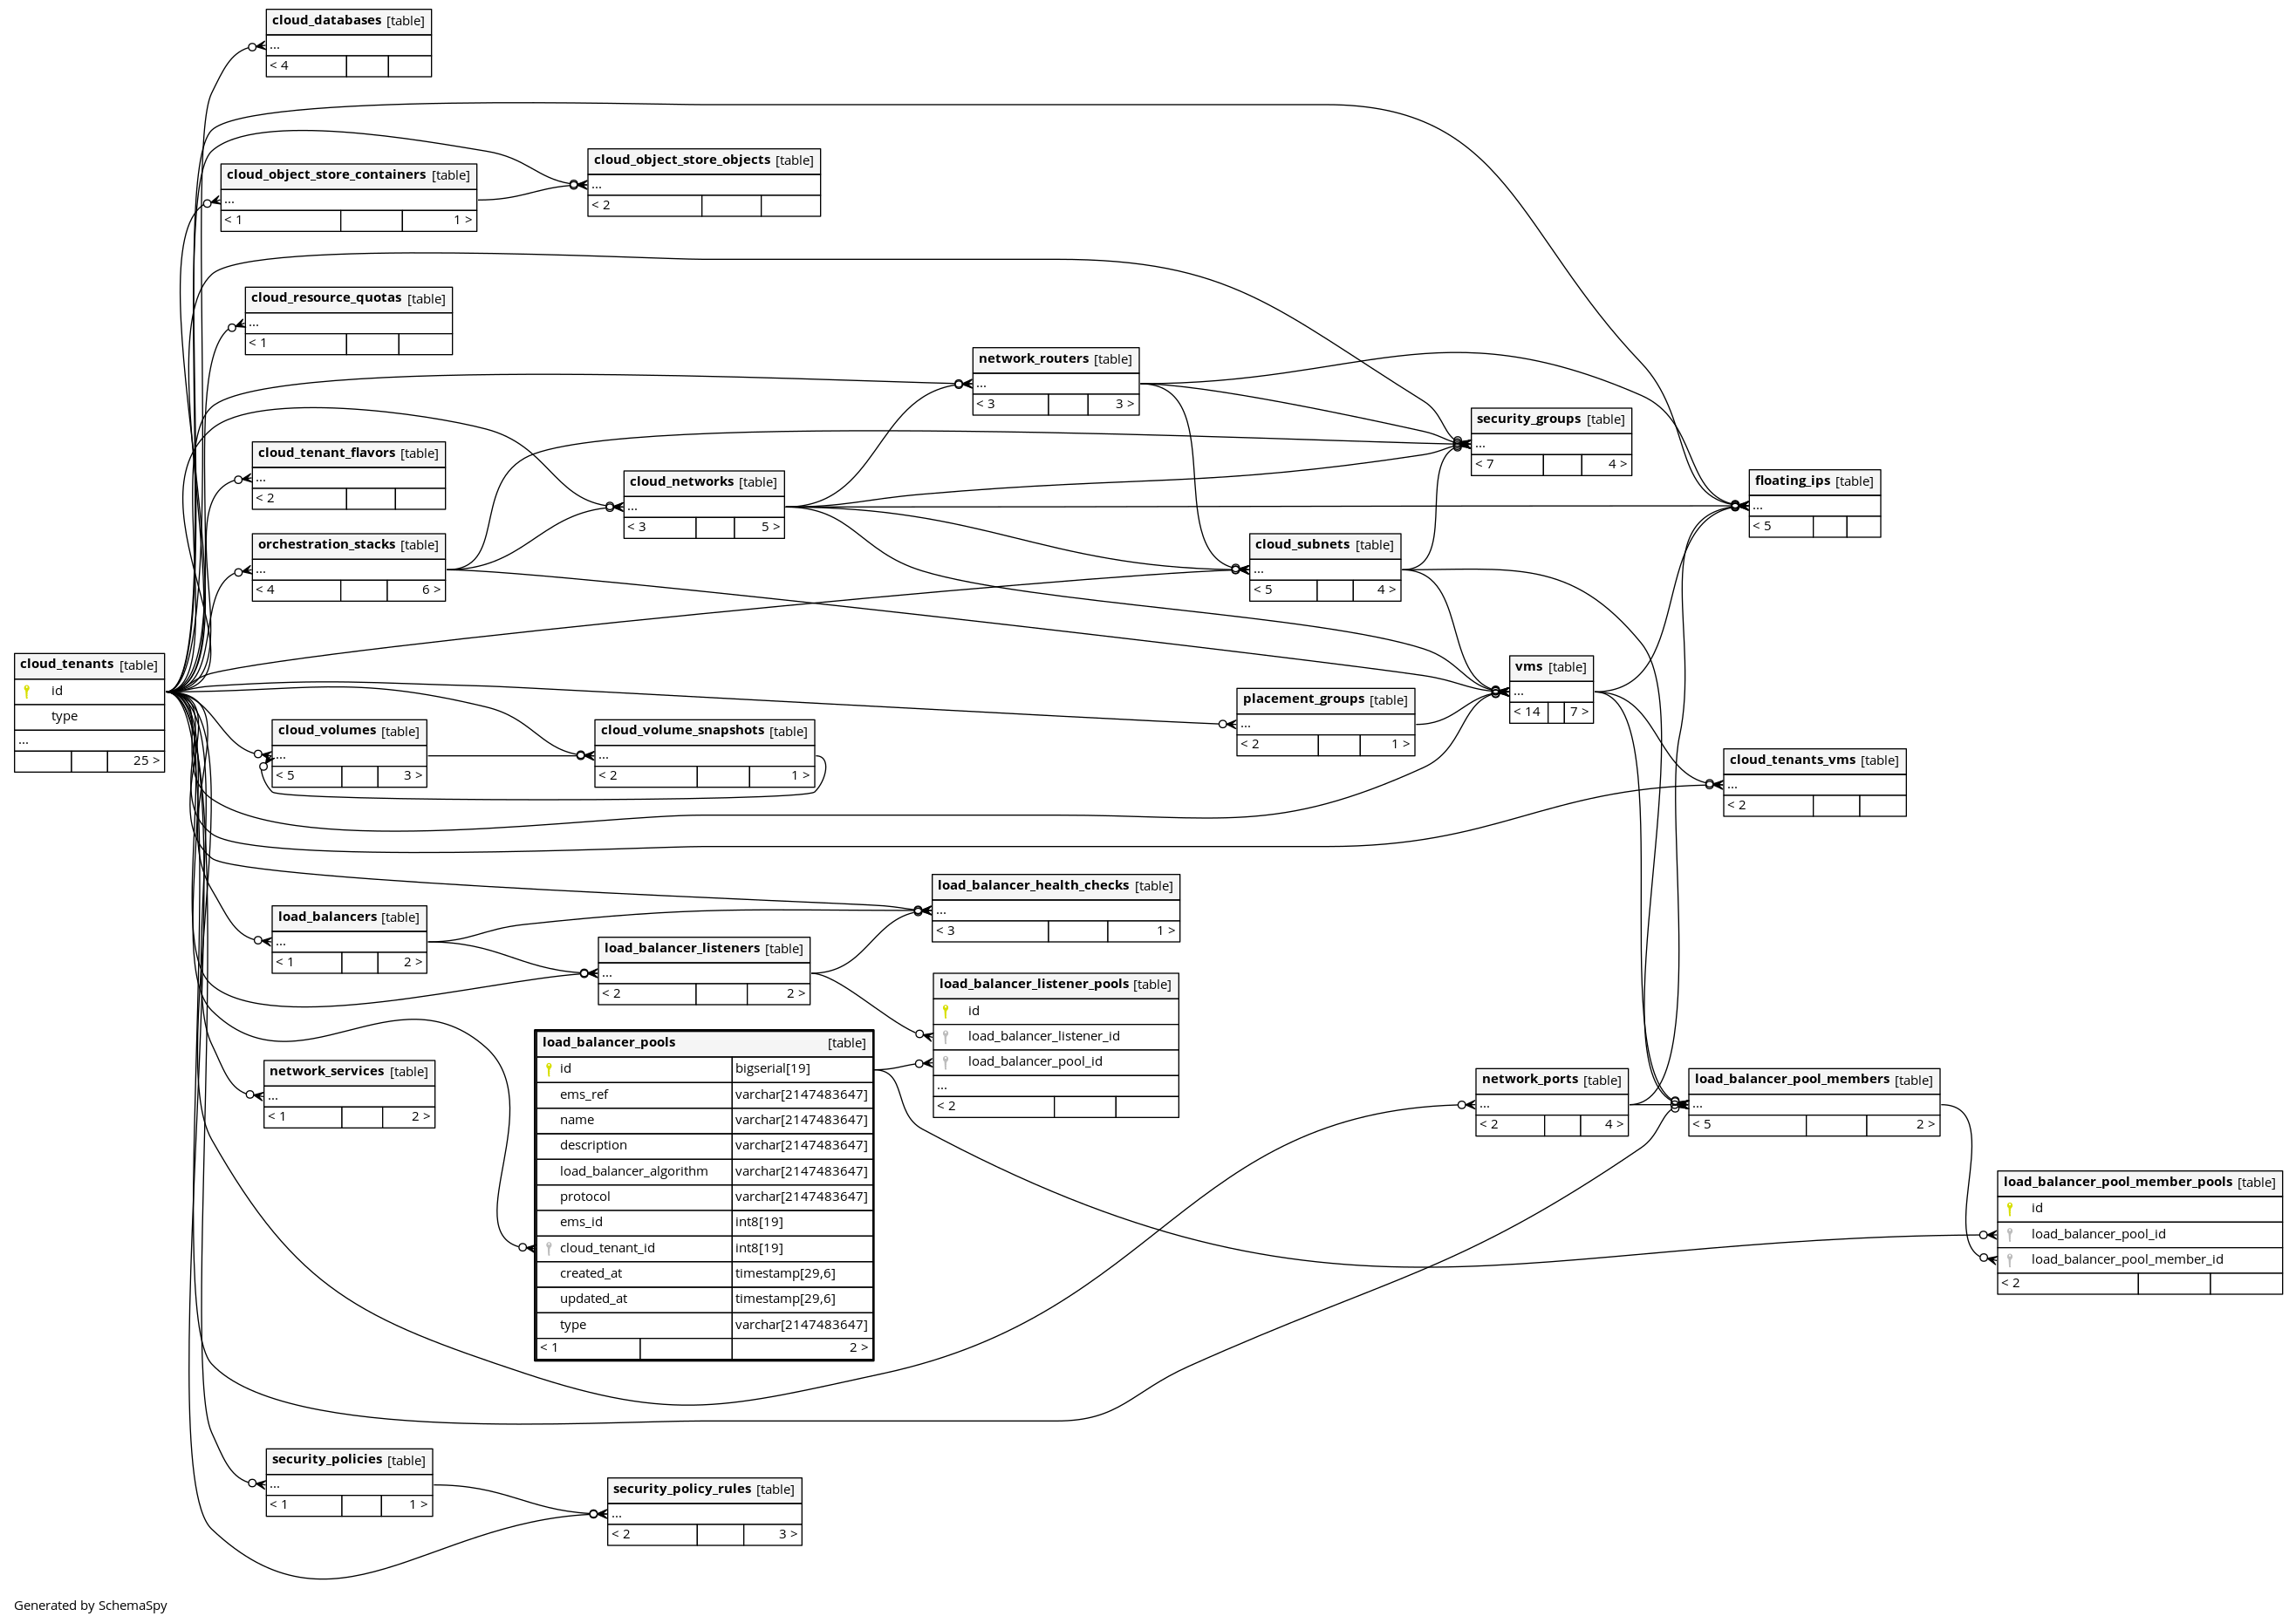 cloud_databases [table]
...
< 4
cloud_object_store_objects [table]
...
< 2
cloud_object_store_containers [table]
...
< 1 1 >
cloud_resource_quotas [table]
...
< 1
network_routers [table]
...
< 3 3 >
security_groups [table]
...
< 7 4 >
cloud_tenant_flavors [table]
...
< 2
cloud_networks [table]
...
< 3 5 >
floating_ips [table]
...
< 5
orchestration_stacks [table]
...
< 4 6 >
cloud_subnets [table]
...
< 5 4 >
cloud_tenants [table]
id
type
...
25 >
vms [table]
...
< 14 7 >
placement_groups [table]
...
< 2 1 >
cloud_volumes [table]
...
< 5 3 >
cloud_volume_snapshots [table]
...
< 2 1 >
cloud_tenants_vms [table]
...
< 2
load_balancer_health_checks [table]
...
< 3 1 >
load_balancers [table]
...
< 1 2 >
load_balancer_listeners [table]
...
< 2 2 >
load_balancer_listener_pools [table]
id
load_balancer_listener_id
load_balancer_pool_id
...
< 2
load_balancer_pools [table]
id bigserial[19]
ems_ref varchar[2147483647]
name varchar[2147483647]
description varchar[2147483647]
load_balancer_algorithm varchar[2147483647]
protocol varchar[2147483647]
ems_id int8[19]
cloud_tenant_id int8[19]
created_at timestamp[29,6]
updated_at timestamp[29,6]
type varchar[2147483647]
< 1 2 >
network_services [table]
...
< 1 2 >
network_ports [table]
...
< 2 4 >
load_balancer_pool_members [table]
...
< 5 2 >
load_balancer_pool_member_pools [table]
id
load_balancer_pool_id
load_balancer_pool_member_id
< 2
security_policies [table]
...
< 1 1 >
security_policy_rules [table]
...
< 2 3 >
Generated by SchemaSpy